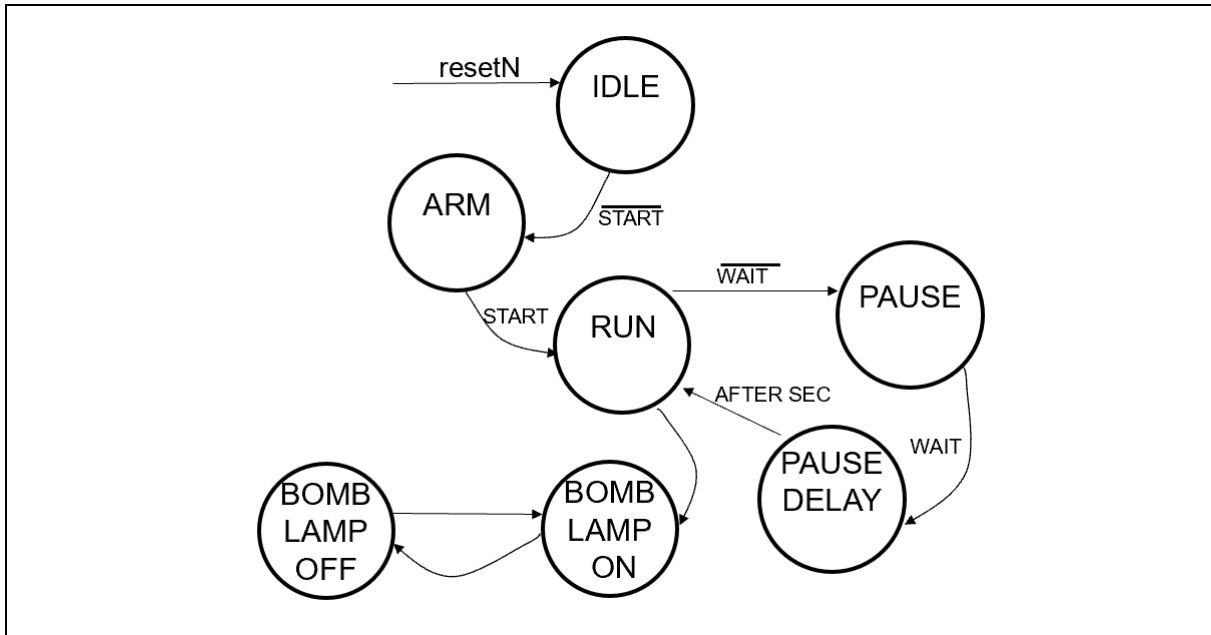 resetN
IDLE
ARM
START
START
RUN
WAIT
PAUSE
AFTER SEC
WAIT
PAUSE
DELAY
BOMB
LAMP
OFF
BOMB
LAMP
ON